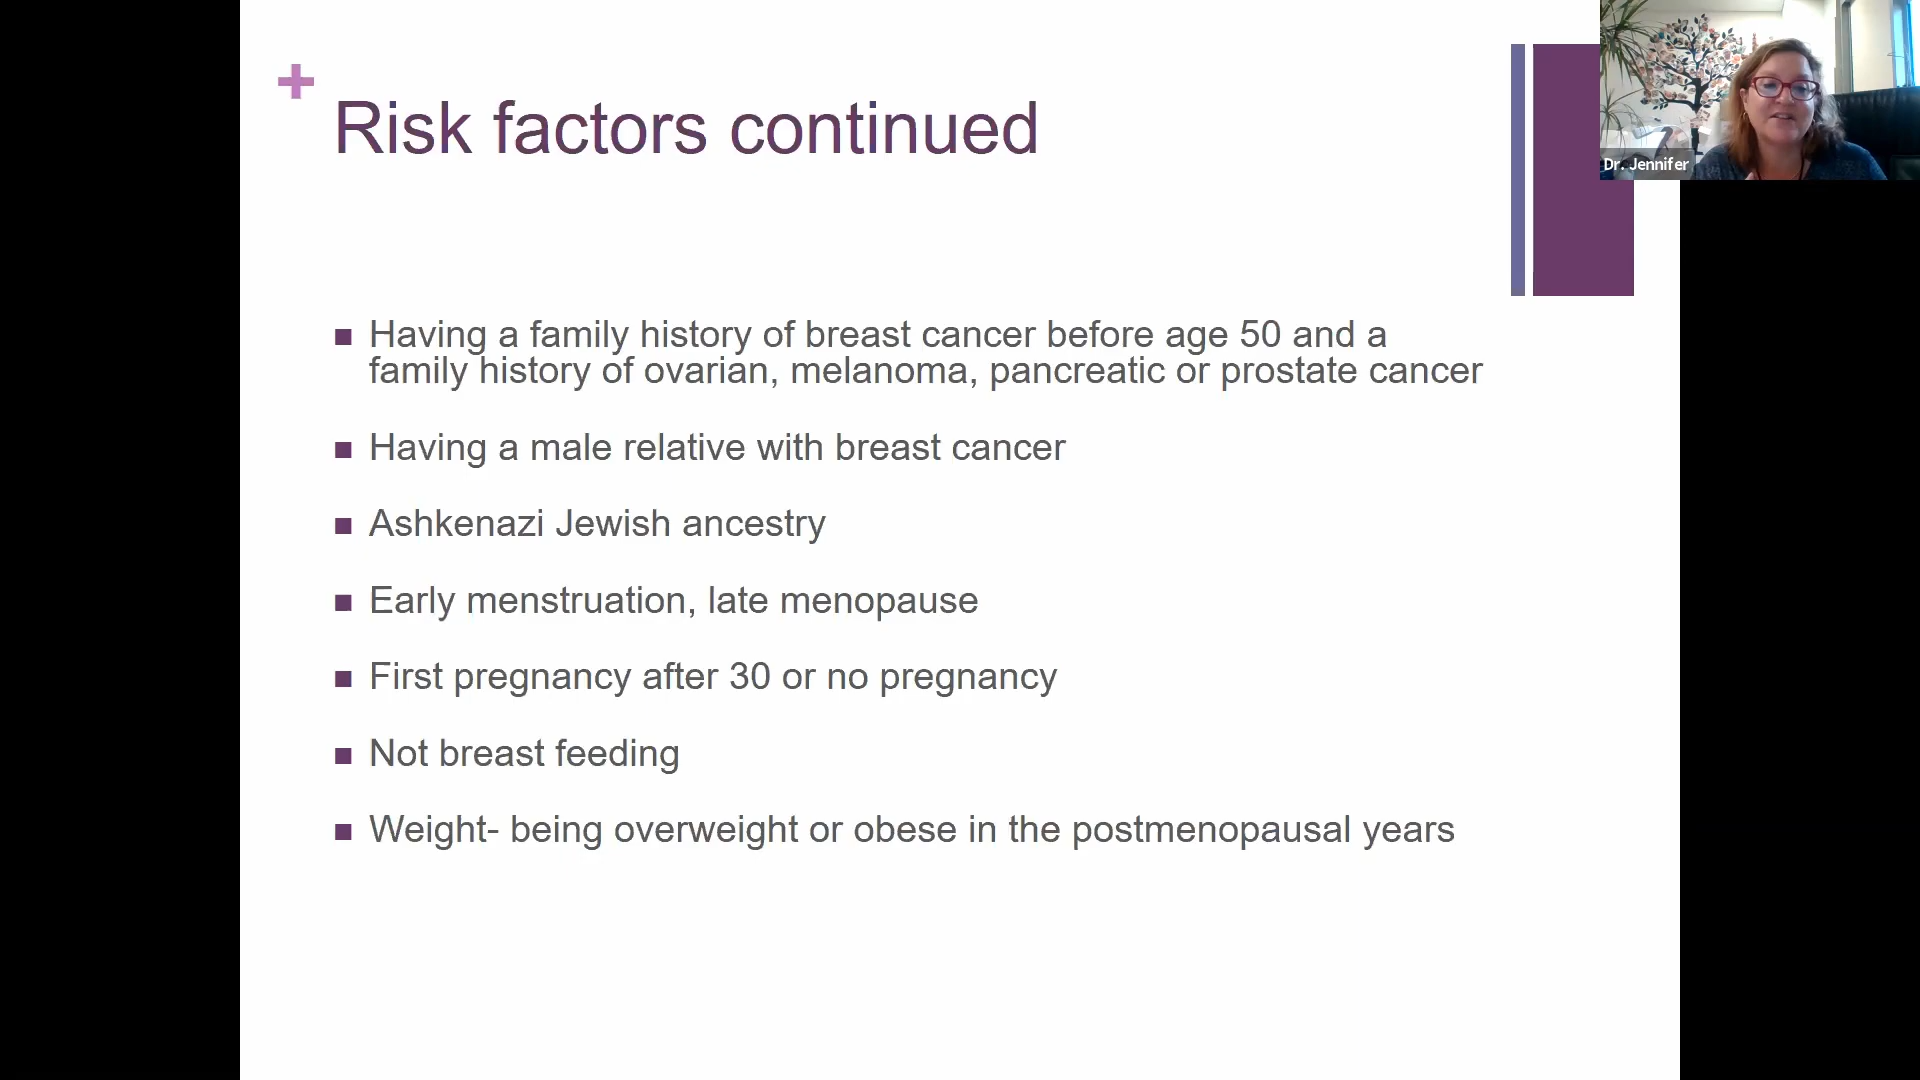 Risk factors continued
Dr. Jennifer
Having a family history of breast cancer before age 50 and a
family history of ovarian, melanoma, pancreatic or prostate cancer
Having a male relative with breast cancer
Ashkenazi Jewish ancestry
Early menstruation, late menopause
First pregnancy after 30 or no pregnancy
Not breast feeding
Weight- being overweight or obese in the postmenopausal years